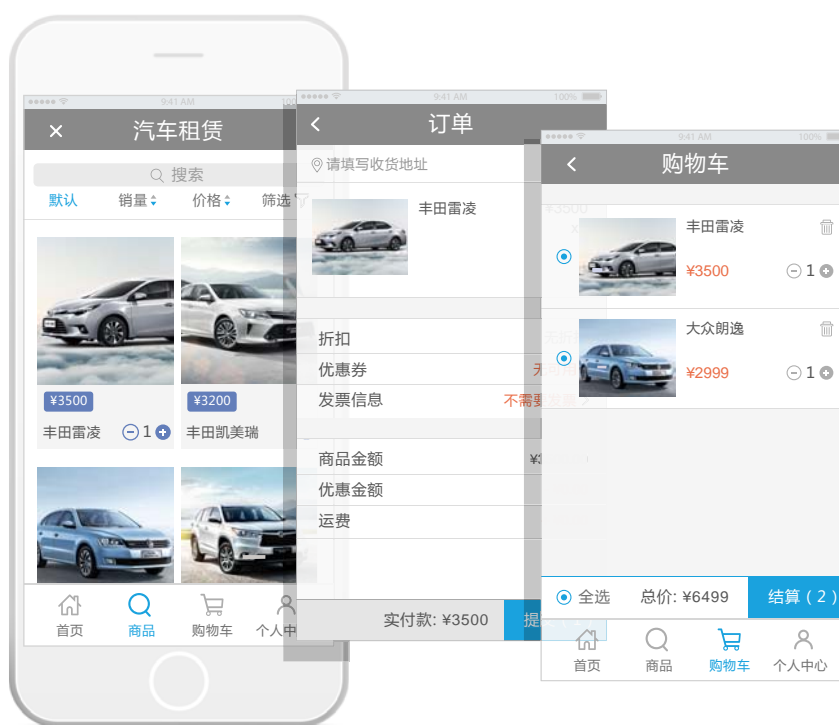 9:41 AM
汽车租赁
搜索
默认 销量 价格 筛选
¥3500 ¥3200
丰田雷凌 1 丰田凯美瑞
首页 商品 购物车 个人中
9:41 AM 100%
订单
请填写收货地址
丰田雷凌
¥3500
折扣
优惠券
发票信息 不需要发票
商品金额
优惠金额
运费
实付款: ¥3500
9:41 AM 100%
购物车
丰田雷凌
¥3500 1
大众朗逸
¥2999 1
全选 总价: ¥6499 结算 ( 2 )
首页 商品 购物车 个人中心